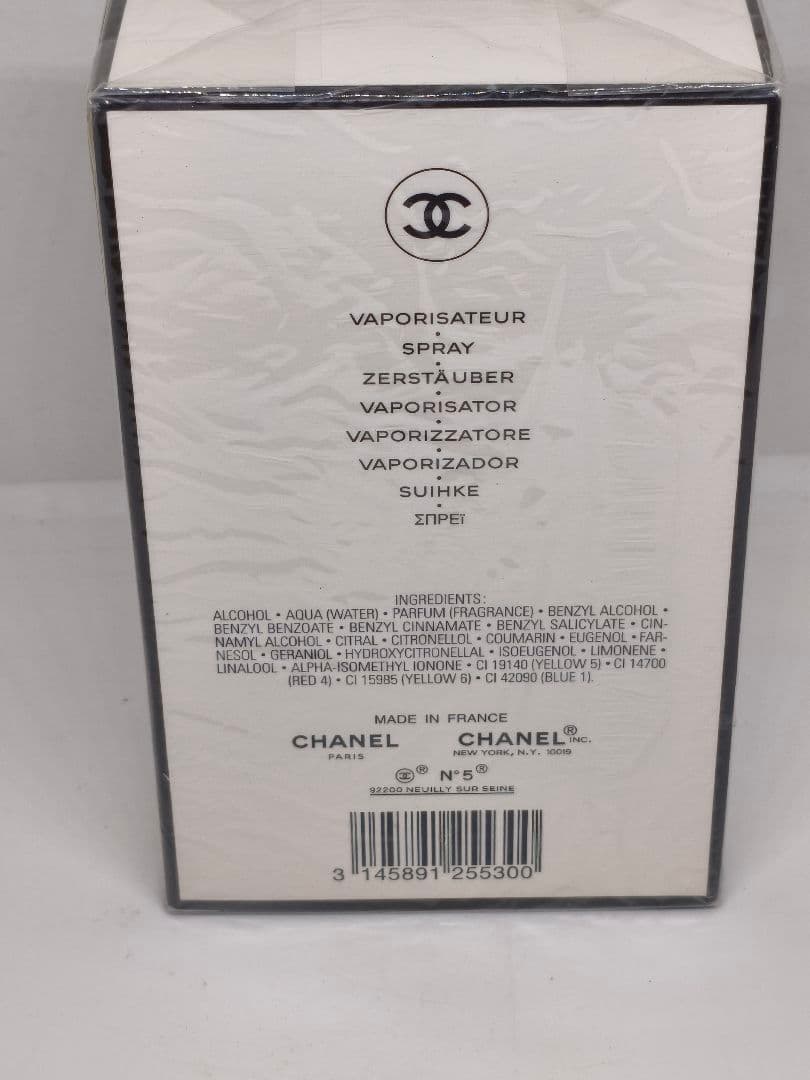 VAPORISATEUR
•
SPRAY
•
ZERSTÄUBER
•
VAPORISATOR
•
VAPORIZZATORE
•
VAPORIZADOR
•
SUIHKE
•
ΣΠΡΕΪ
INGREDIENTS:
ALCOHOL • AQUA (WATER) • PARFUM (FRAGRANCE) • BENZYL ALCOHOL •
BENZYL BENZOATE • BENZYL CINNAMATE • BENZYL SALICYLATE • CIN-
NAMYL ALCOHOL • CITRAL • CITRONELLOL • COUMARIN • EUGENOL • FAR-
NESOL • GERANIOL • HYDROXYCITRONELLAL • ISOEUGENOL • LIMONENE •
LINALOOL • ALPHA-ISOMETHYL IONONE • CI 19140 (YELLOW 5) • CI 14700
(RED 4) • CI 15985 (YELLOW 6) • CI 42090 (BLUE 1).
MADE IN FRANCE
CHANEL CHANEL® INC.
PARIS NEW YORK, N.Y. 10019
® N°5®
92200 NEUILLY SUR SEINE
3 145891 255300